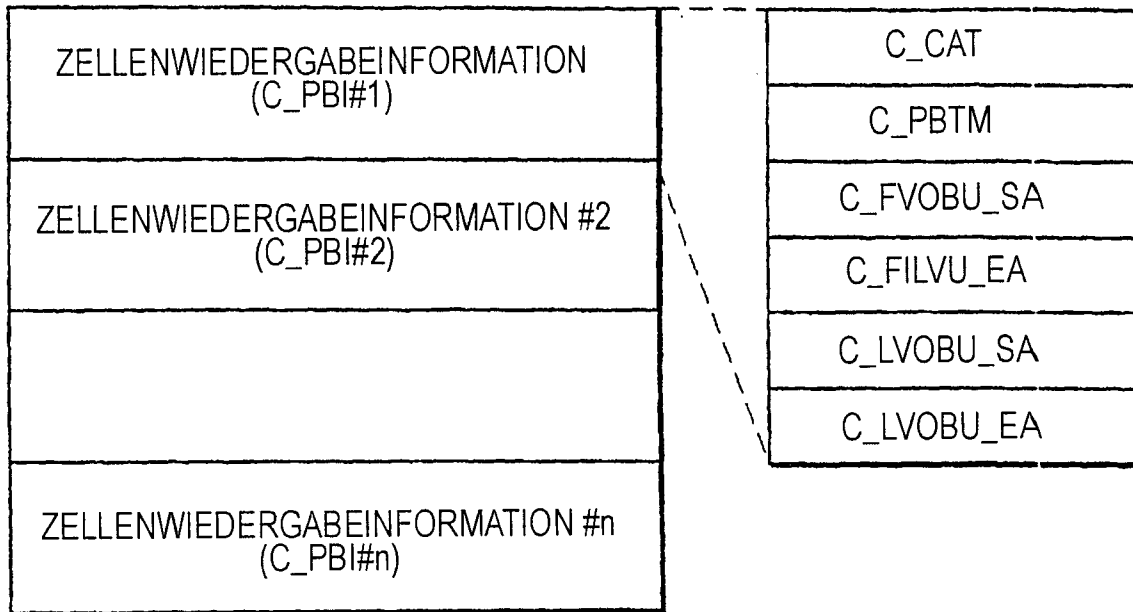 ZELLENWIEDERGABEINFORMATION
(C_PBI#1)
ZELLENWIEDERGABEINFORMATION #2
(C_PBI#2)
ZELLENWIEDERGABEINFORMATION #n
(C_PBI#n)
C_CAT
C_PBTM
C_FVOBU_SA
C_FILVU_EA
C_LVOBU_SA
C_LVOBU_EA